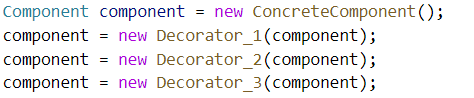 Component component = new ConcreteComponent();
component = new Decorator_1(component);
component = new Decorator_2(component);
component = new Decorator_3(component);